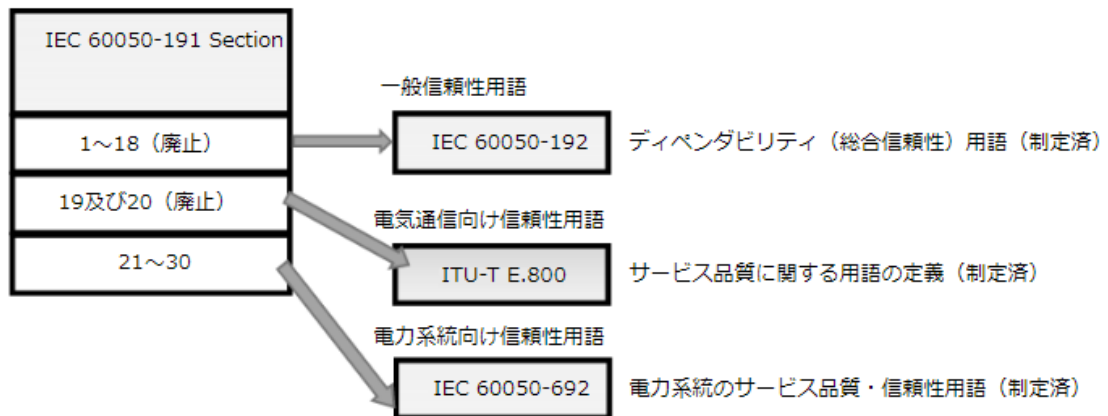 IEC 60050-191 Section
1～18（廃止）
19及び20（廃止）
21～30
一般信頼性用語
IEC 60050-192
ディペンダビリティ（総合信頼性）用語（制定済）
電気通信向け信頼性用語
ITU-T E.800
サービス品質に関する用語の定義（制定済）
電力系統向け信頼性用語
IEC 60050-692
電力系統のサービス品質・信頼性用語（制定済）